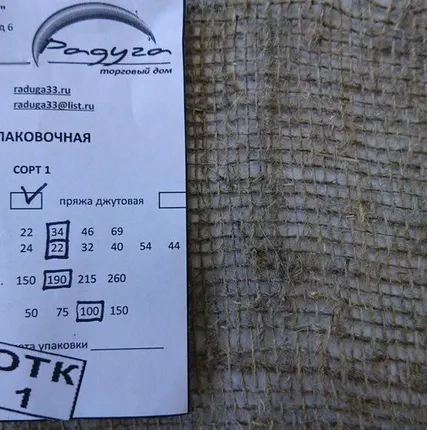 "
д 6
Радуга
торговый дом
raduga33.ru
raduga33@list.ru
ПАКОВОЧНАЯ
СОРТ 1
пряжа джутовая
22 34 46 69
24 22 32 40 54 44
150 190 215 260
50 75 100 150
ота упаковки
ОТК
1